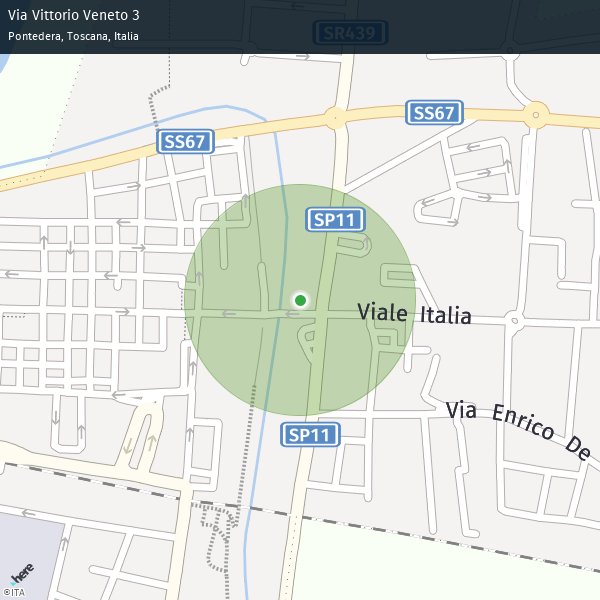 Via Vittorio Veneto 3
Pontedera, Toscana, Italia
SR439
SS67
SS67
SP11
Viale Italia
Via Enrico De
SP11
here
©ITA